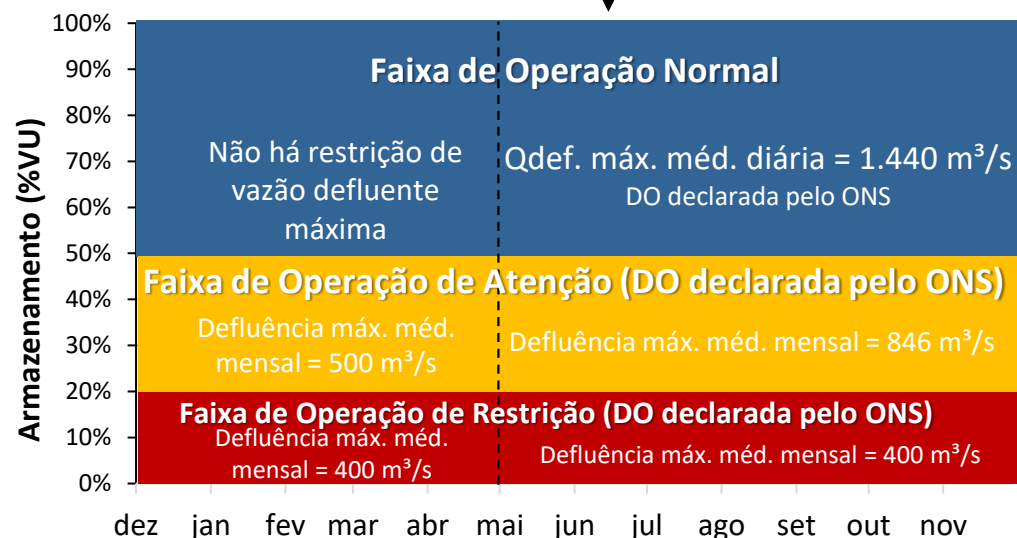 Armazenamento (%VU)
100%
90%
80%
70%
60%
50%
40%
30%
20%
10%
0%
Faixa de Operação Normal
Não há restrição de
vazão defluente
máxima
Qdef. máx. méd. diária = 1.440 m³/s
DO declarada pelo ONS
Faixa de Operação de Atenção (DO declarada pelo ONS)
Defluência máx. méd.
mensal = 500 m³/s
Defluência máx. méd. mensal = 846 m³/s
Faixa de Operação de Restrição (DO declarada pelo ONS)
Defluência máx. méd.
mensal = 400 m³/s
Defluência máx. méd. mensal = 400 m³/s
dez jan fev mar abr mai jun jul ago set out nov